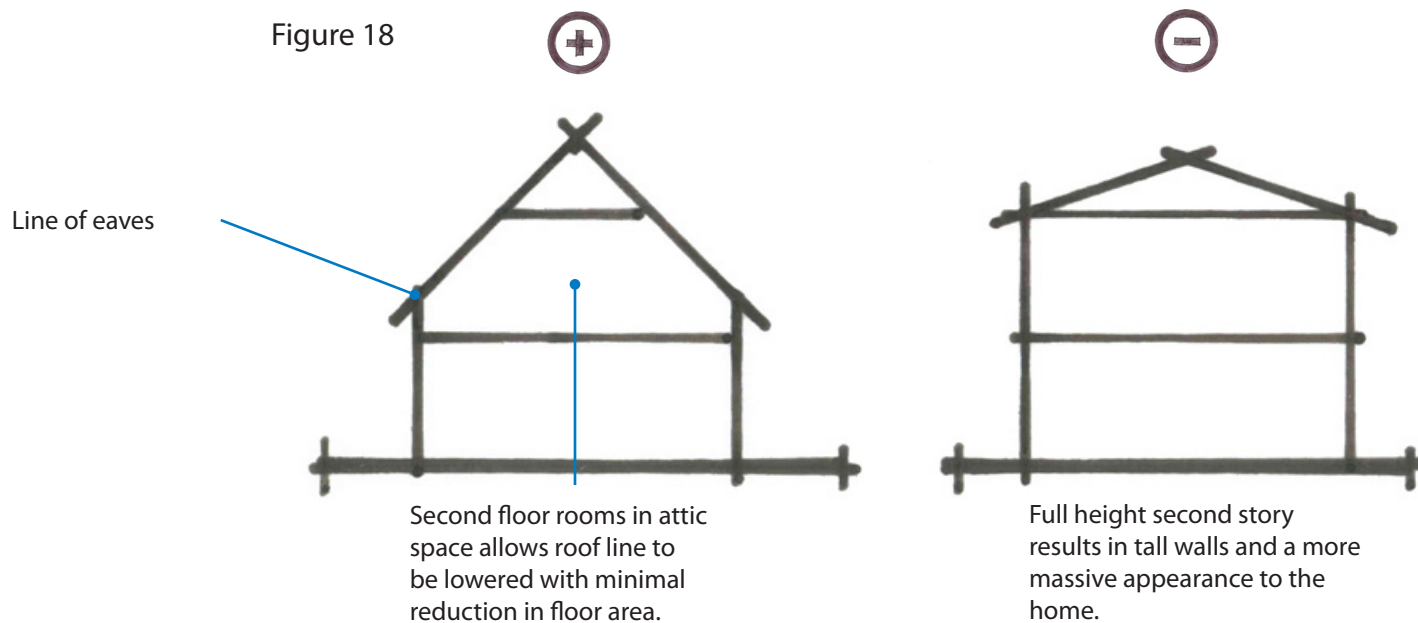 Figure 18
+
-
Line of eaves
Second floor rooms in attic
space allows roof line to
be lowered with minimal
reduction in floor area.
Full height second story
results in tall walls and a more
massive appearance to the
home.